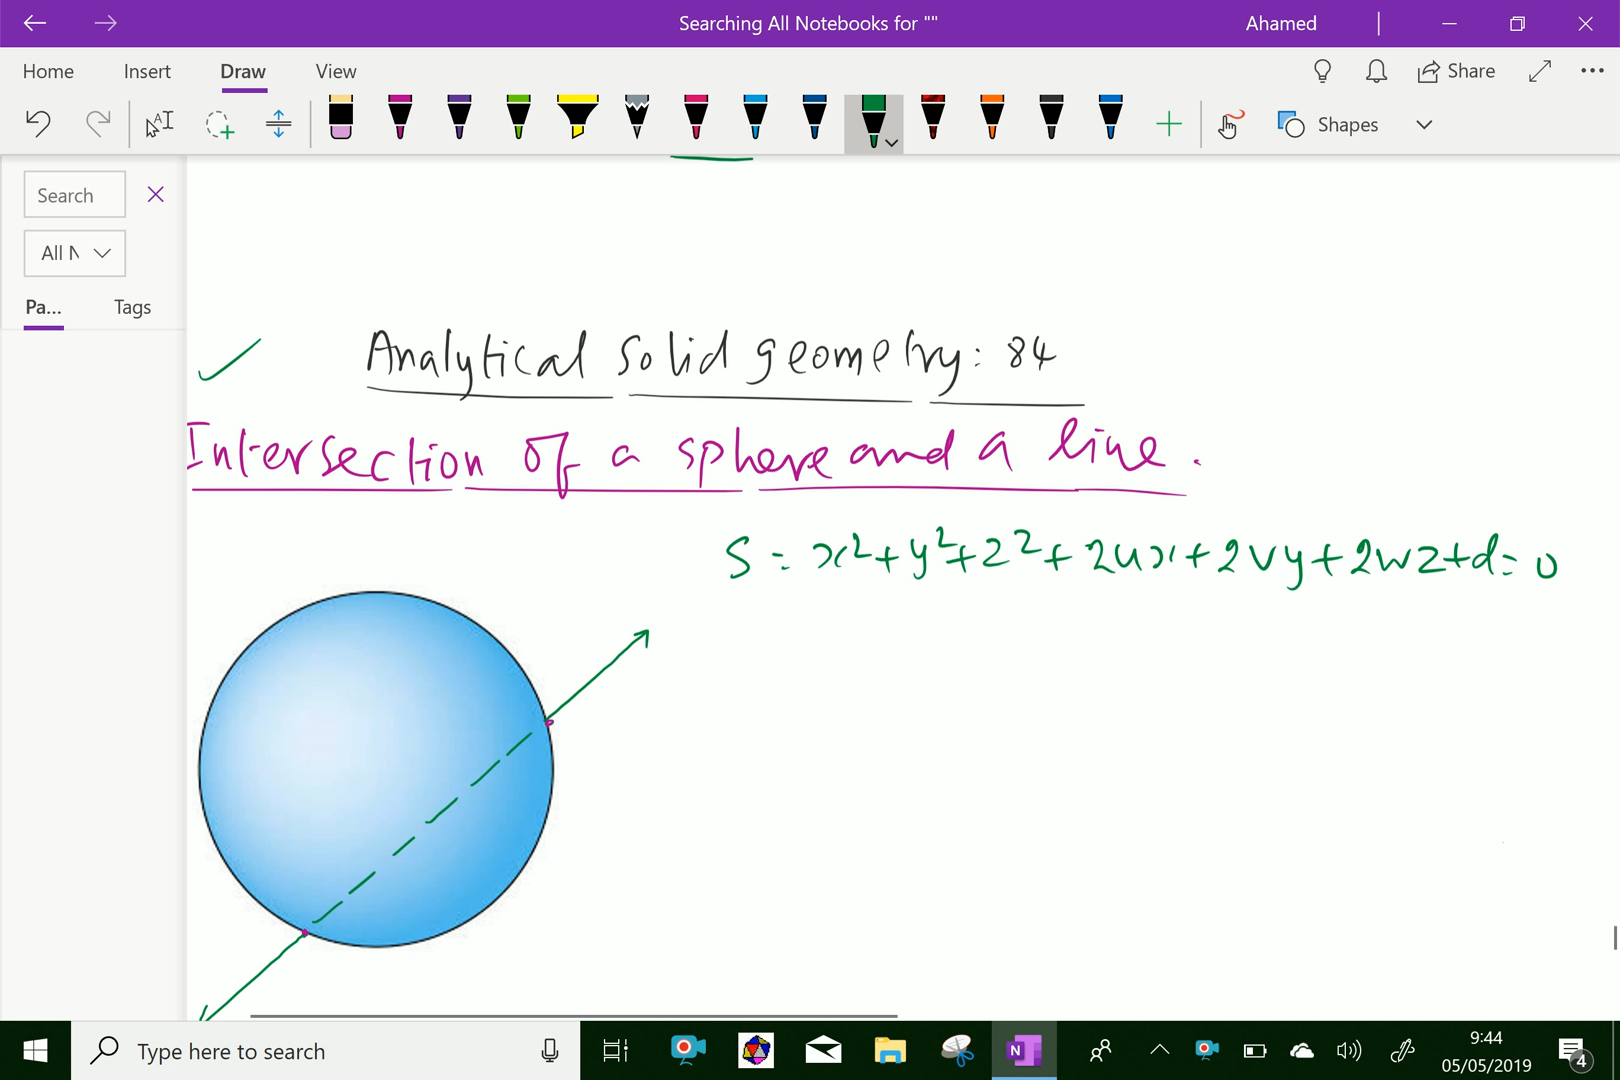 Searching All Notebooks for ""
Ahamed
Home Insert Draw View
Share
Shapes
Search
All N
Pa... Tags
Analytical solid geometry: 84
Intersection of a sphere and a line.
S = x²+y²+z²+2ux+2vy+2wz+d=0
Type here to search
N
9:44
05/05/2019
4